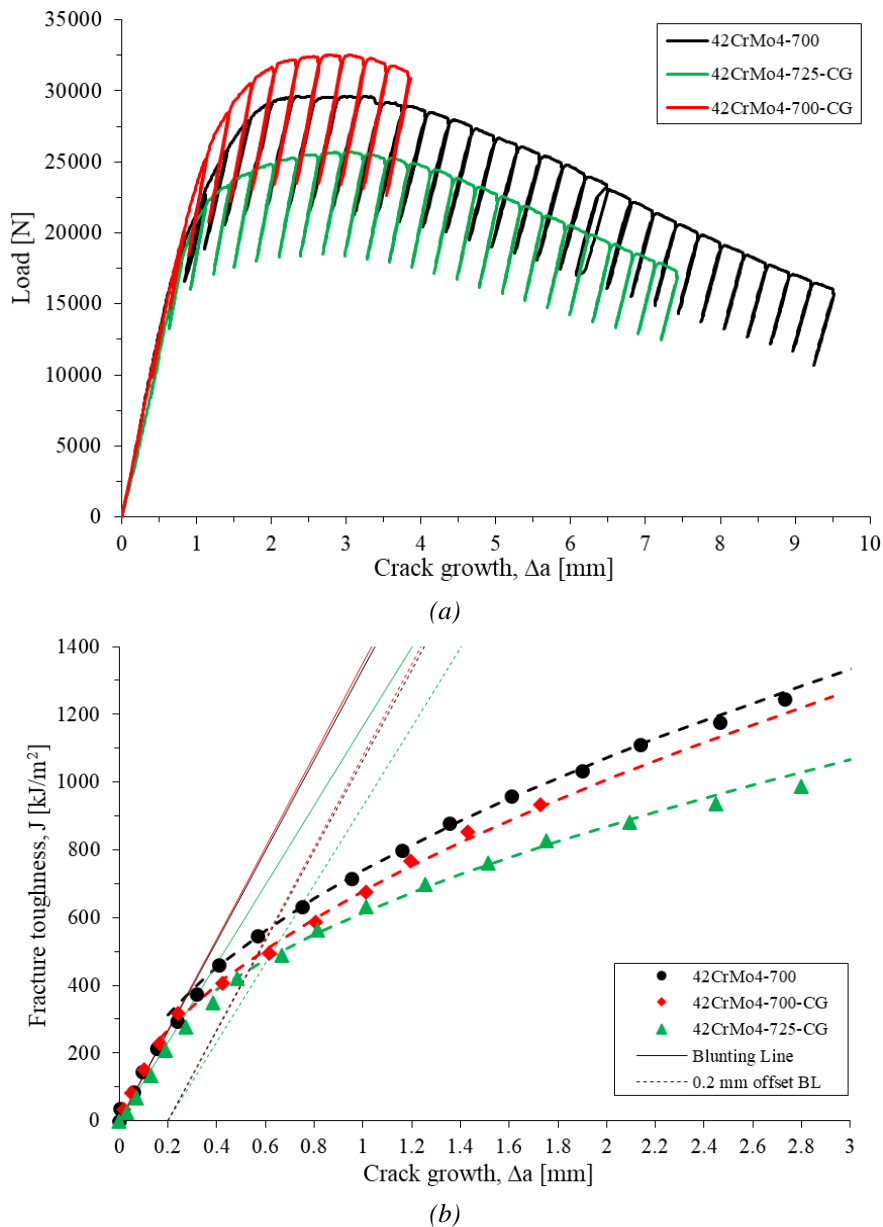 (a)
35000
30000
25000
20000
15000
10000
5000
0
Load [N]
42CrMo4-700
42CrMo4-725-CG
42CrMo4-700-CG
0 1 2 3 4 5 6 7 8 9 10
Crack growth, Δa [mm]
(a)
1400
1200
1000
800
600
400
200
0
Fracture toughness, J [kJ/m²]
42CrMo4-700
42CrMo4-700-CG
42CrMo4-725-CG
Blunting Line
0.2 mm offset BL
0 0.2 0.4 0.6 0.8 1 1.2 1.4 1.6 1.8 2 2.2 2.4 2.6 2.8 3
Crack growth, Δa [mm]
(b)